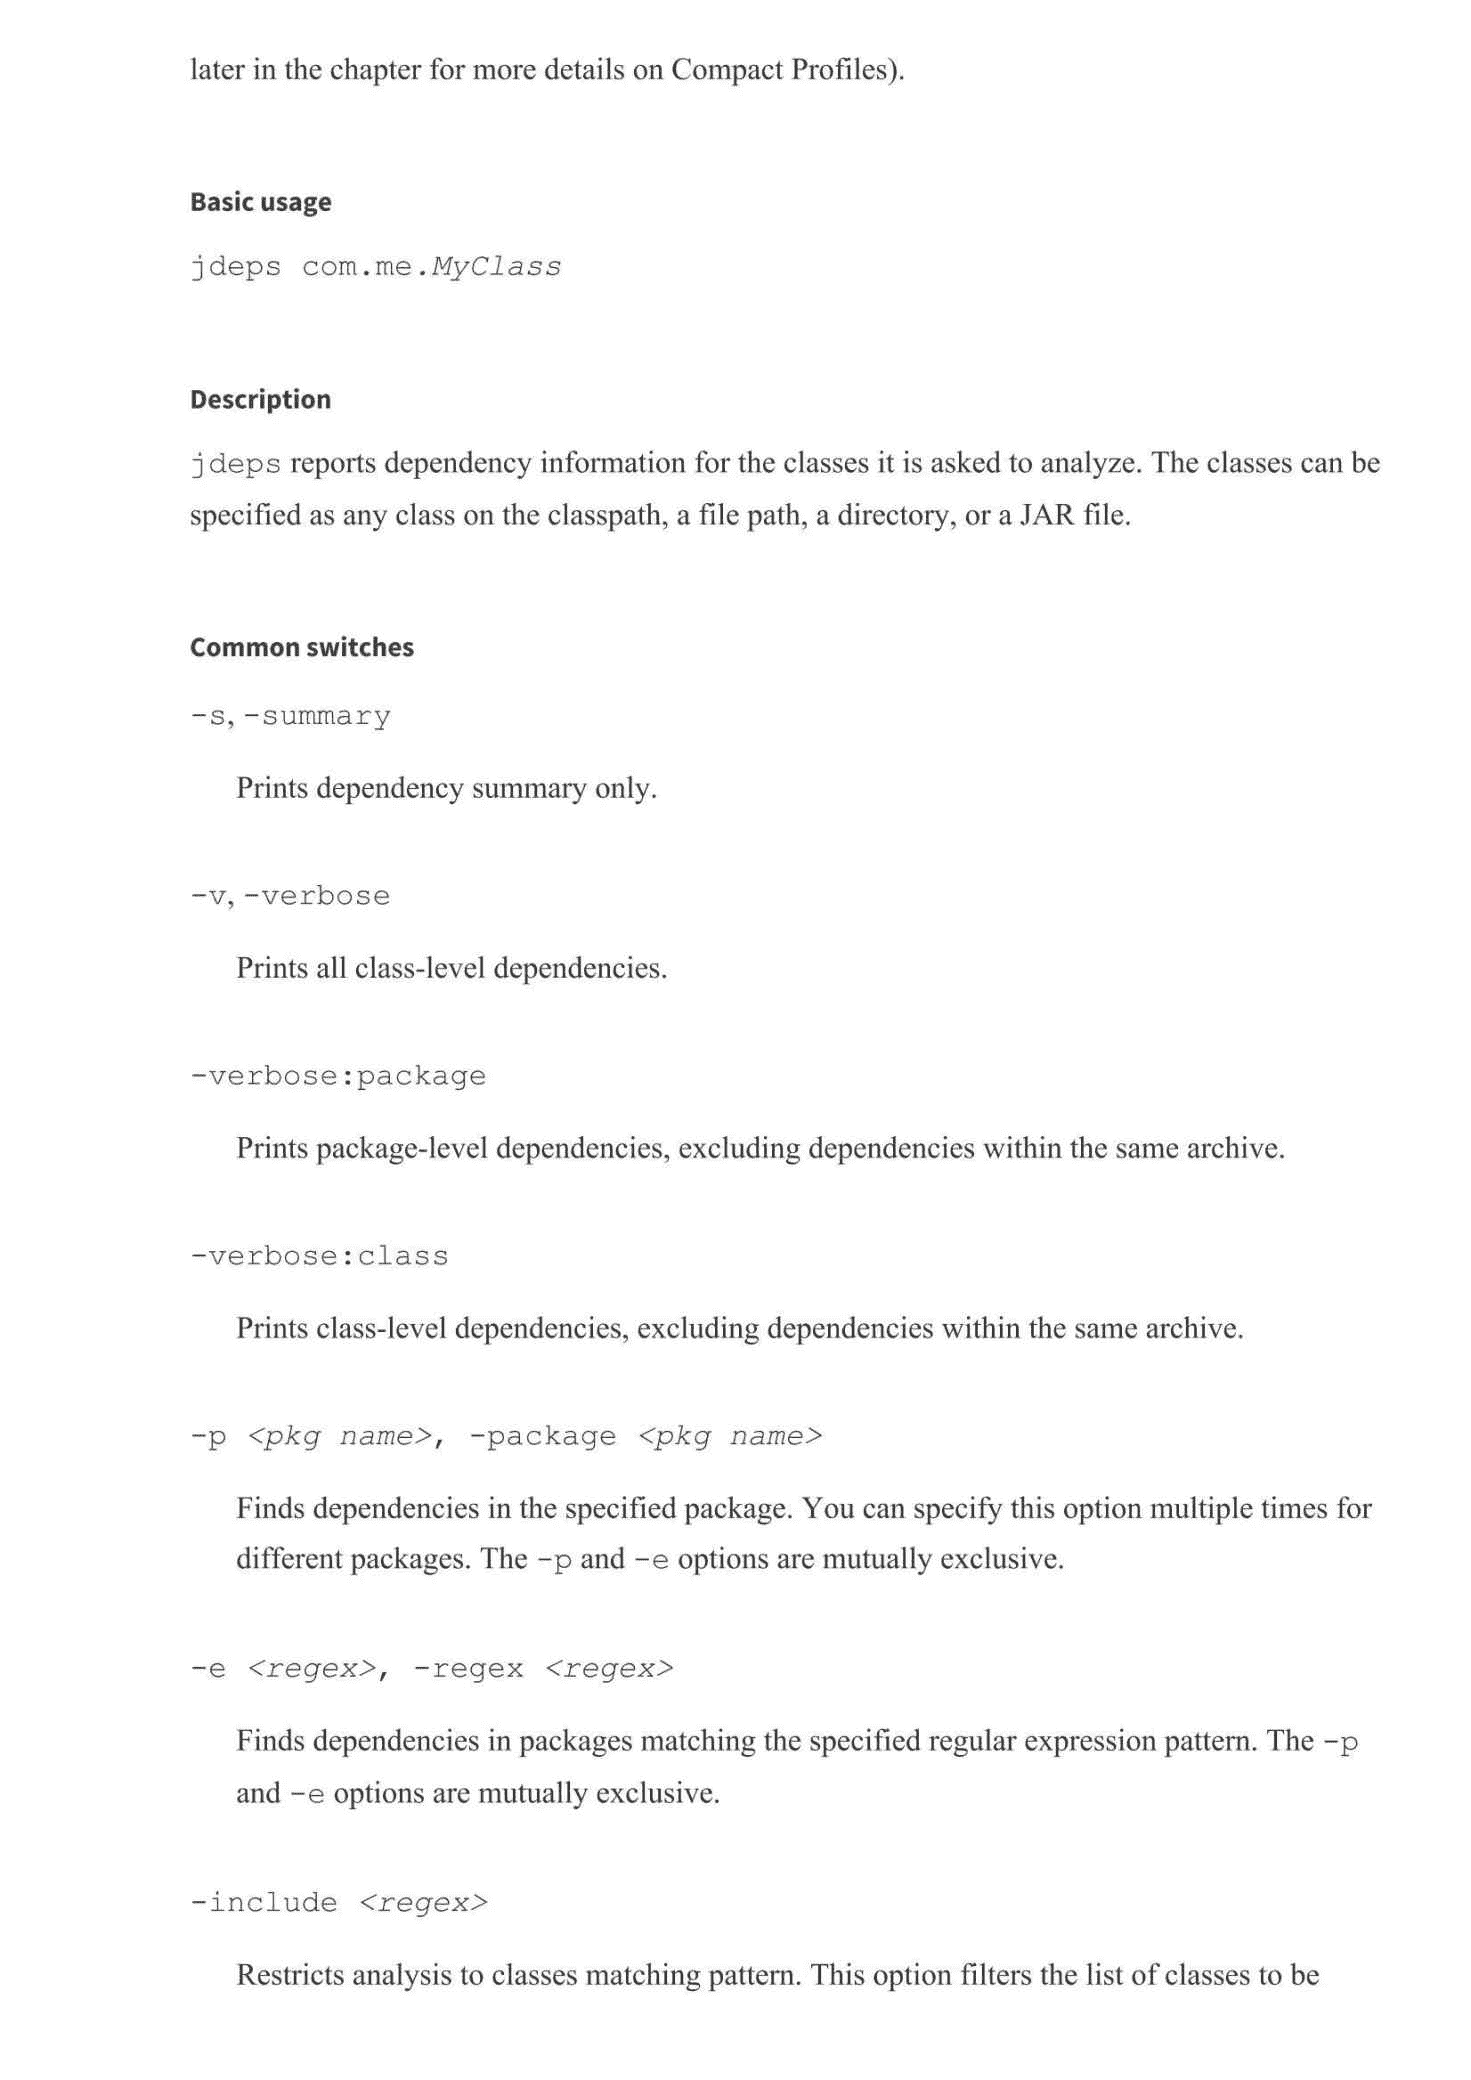 later in the chapter for more details on Compact Profiles).
Basic usage
jdeps com.me.MyClass
Description
jdeps reports dependency information for the classes it is asked to analyze. The classes can be
specified as any class on the classpath, a file path, a directory, or a JAR file.
Common switches
-s, -summary
Prints dependency summary only.
-v, -verbose
Prints all class-level dependencies.
-verbose:package
Prints package-level dependencies, excluding dependencies within the same archive.
-verbose:class
Prints class-level dependencies, excluding dependencies within the same archive.
-p <pkg name>, -package <pkg name>
Finds dependencies in the specified package. You can specify this option multiple times for
different packages. The -p and -e options are mutually exclusive.
-e <regex>, -regex <regex>
Finds dependencies in packages matching the specified regular expression pattern. The -p
and -e options are mutually exclusive.
-include <regex>
Restricts analysis to classes matching pattern. This option filters the list of classes to be